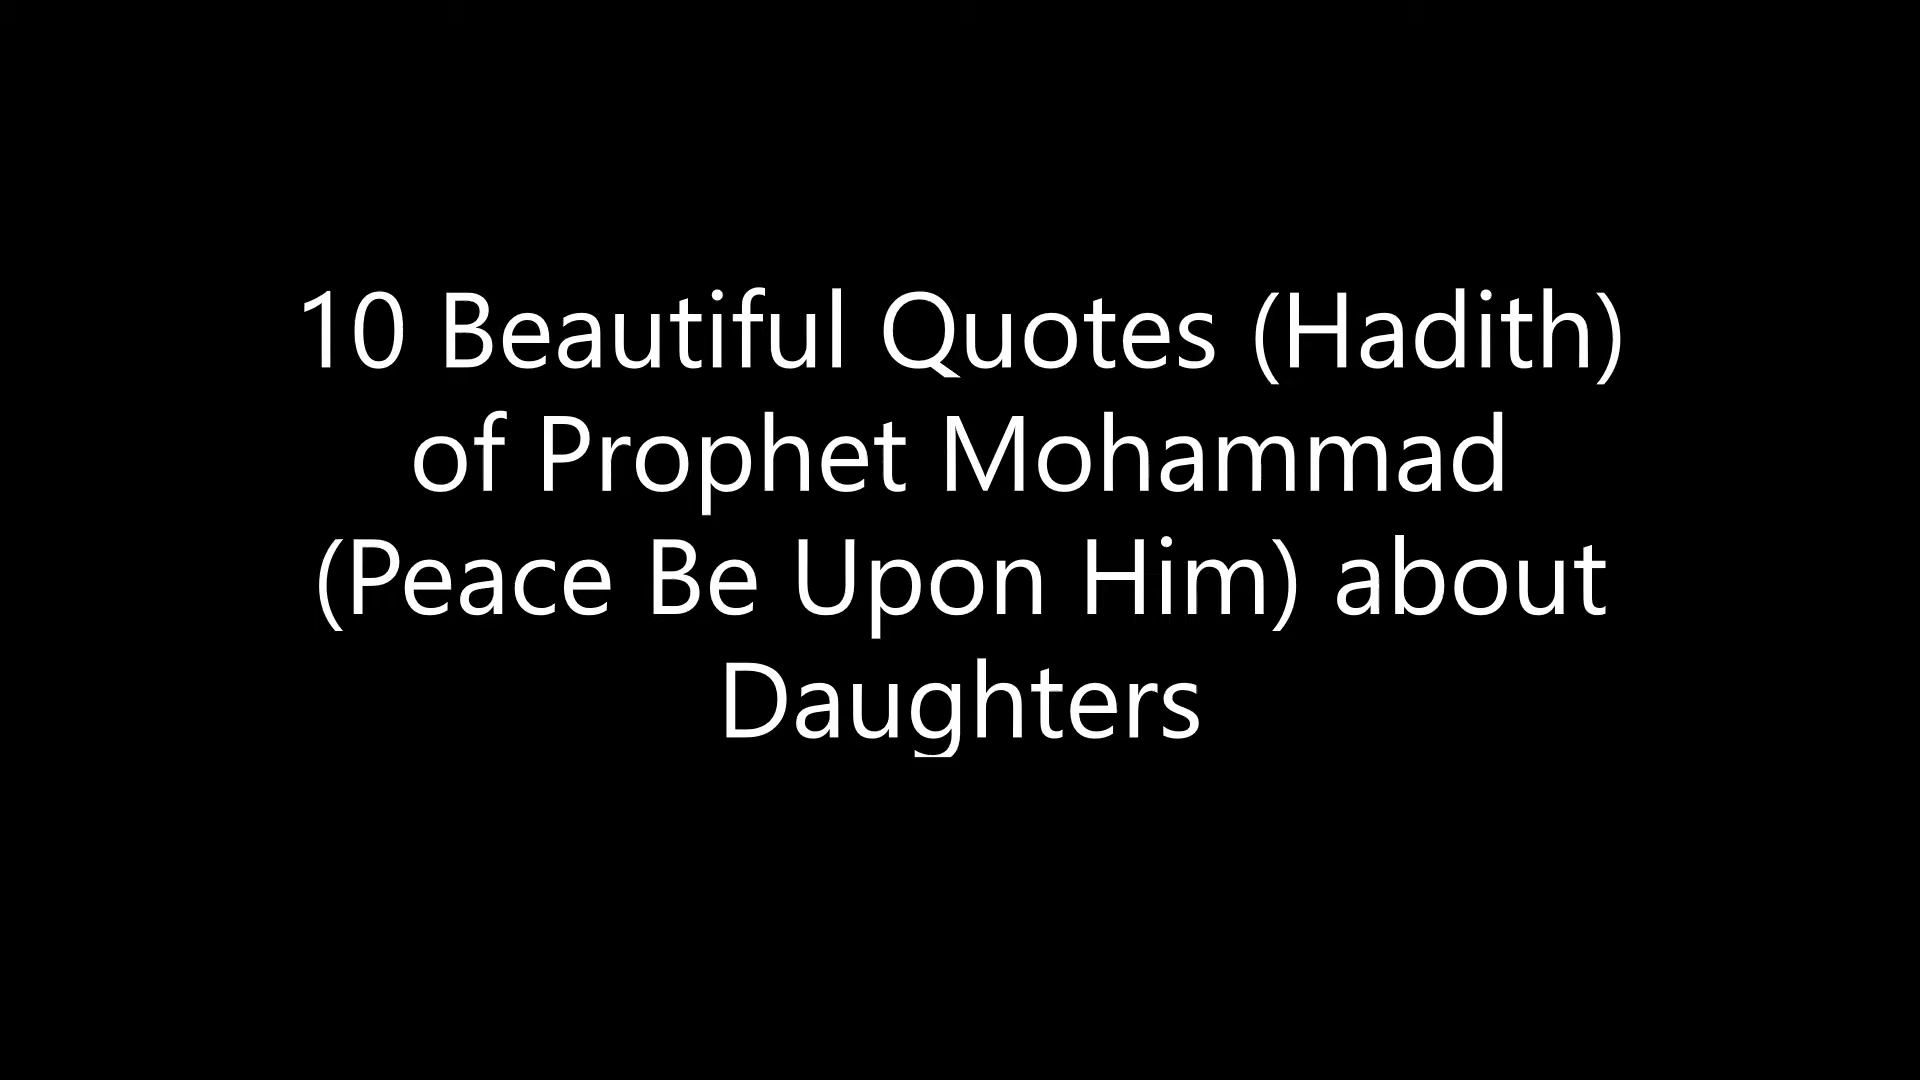 10 Beautiful Quotes (Hadith)
of Prophet Mohammad
(Peace Be Upon Him) about
Daughters